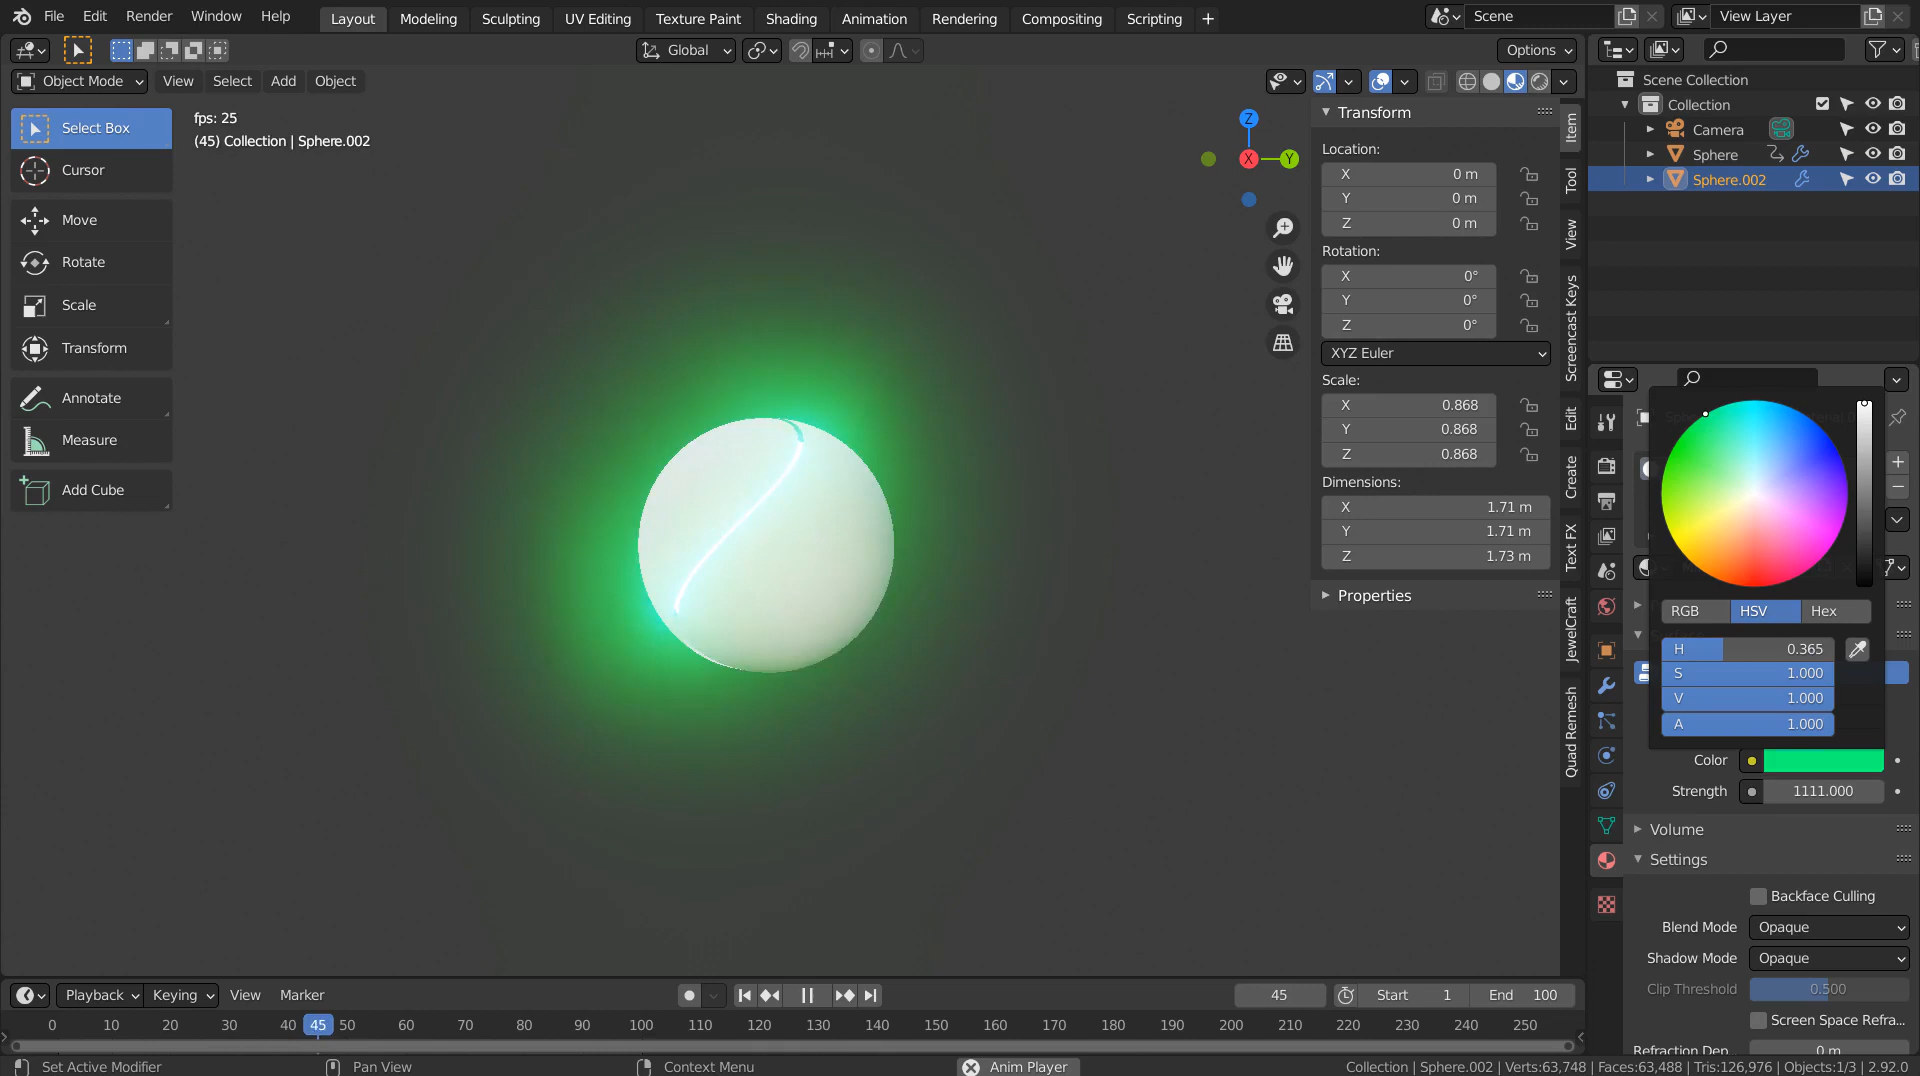 File Edit Render Window Help Layout Modeling Sculpting UV Editing Texture Paint Shading Animation Rendering Compositing Scripting + Scene View Layer
Global Options
Object Mode View Select Add Object
Select Box
Cursor
Move
Rotate
Scale
Transform
Annotate
Measure
Add Cube
fps: 25
(45) Collection | Sphere.002
Z
X
Y
Transform
Location:
X 0 m
Y 0 m
Z 0 m
Rotation:
X 0°
Y 0°
Z 0°
XYZ Euler
Scale:
X 0.868
Y 0.868
Z 0.868
Dimensions:
X 1.71 m
Y 1.71 m
Z 1.73 m
Properties
Item
Tool
View
Screencast Keys
Edit
Create
Text FX
JewelCraft
Quad Remesh
Scene Collection
Collection
Camera
Sphere
Sphere.002
RGB HSV Hex
H 0.365
S 1.000
V 1.000
A 1.000
Color
Strength 1111.000
Volume
Settings
Backface Culling
Blend Mode Opaque
Shadow Mode Opaque
Clip Threshold 0.500
Screen Space Refra...
Refraction Dep... 0 m
Playback Keying View Marker 45 Start 1 End 100
0 10 20 30 40 45 50 60 70 80 90 100 110 120 130 140 150 160 170 180 190 200 210 220 230 240 250
Set Active Modifier Pan View Context Menu Anim Player Collection | Sphere.002 | Verts:63,748 | Faces:63,488 | Tris:126,976 | Objects:1/3 | 2.92.0